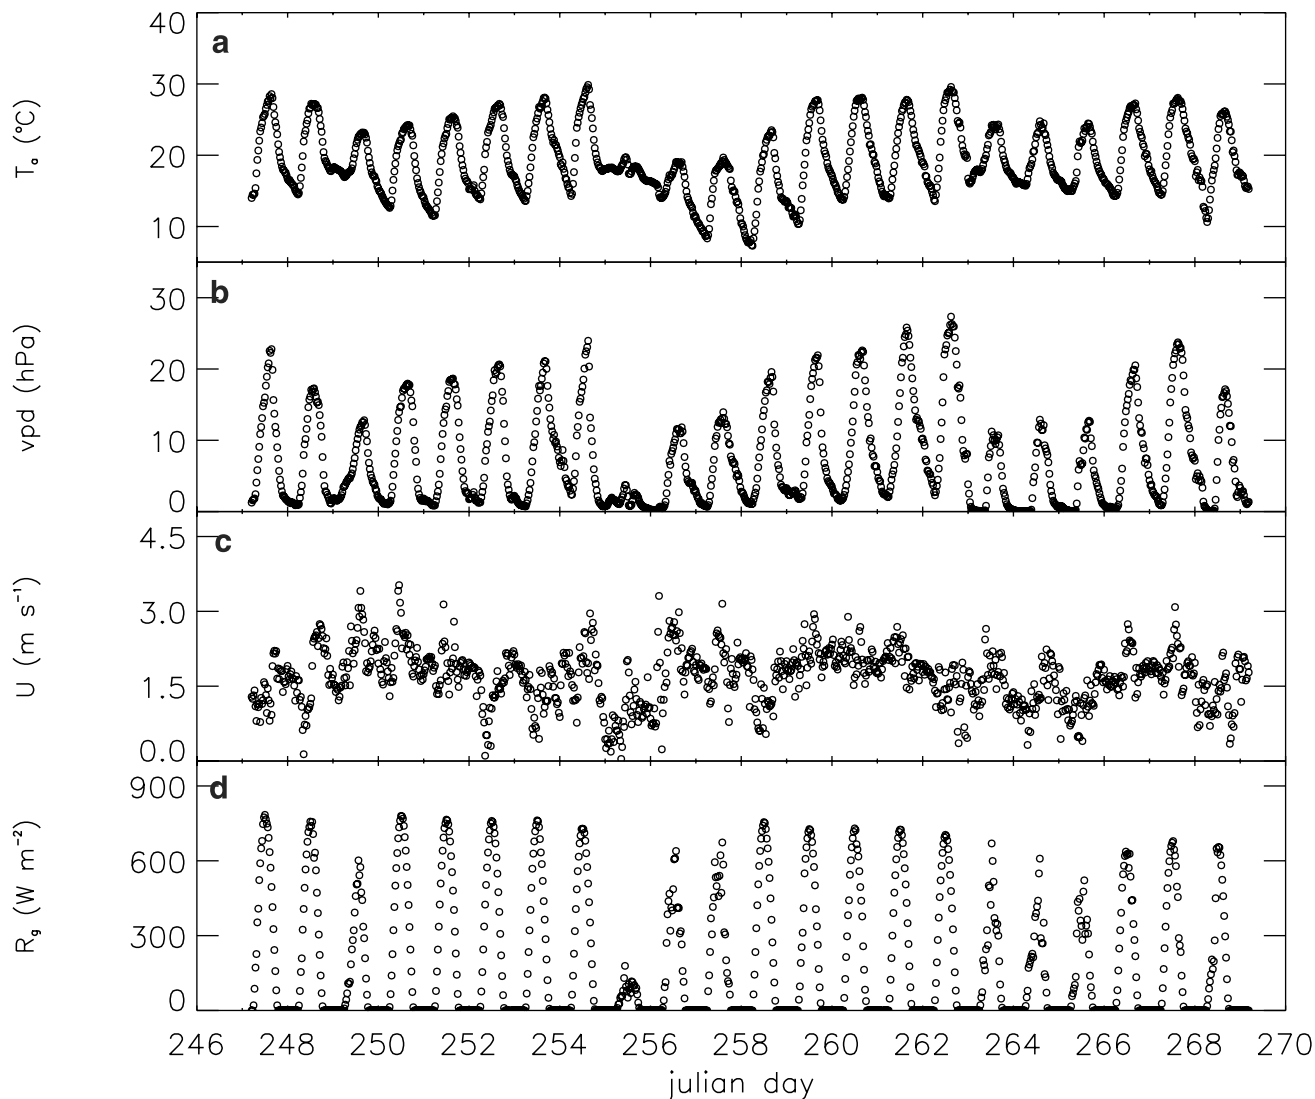 a
40
30
20
10
Tₐ (°C)
b
30
20
10
0
vpd (hPa)
c
4.5
3.0
1.5
0.0
U (m s⁻¹)
d
900
600
300
0
R₉ (W m⁻²)
246 248 250 252 254 256 258 260 262 264 266 268 270
julian day